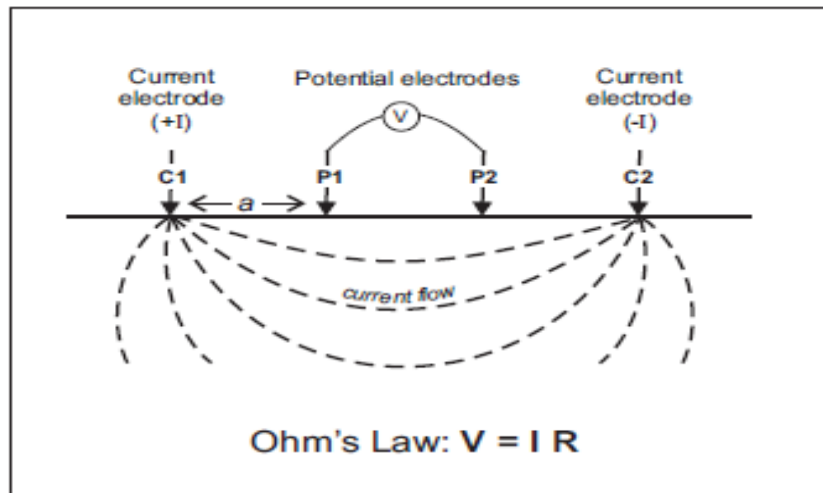 Current
electrode
(+I)
Potential electrodes
Current
electrode
(-I)
V
C1
P1
P2
C2
a
current flow
Ohm's Law: V = I R